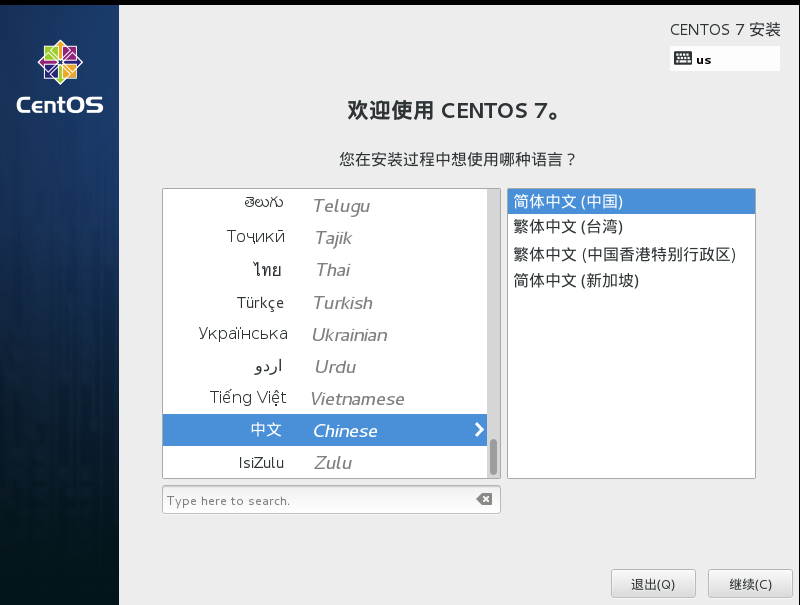 CENTOS 7 安装
us
CentOS
欢迎使用 CENTOS 7。
您在安装过程中想使用哪种语言？
తెలుగు Telugu
Тоҷикӣ Tajik
ไทย Thai
Türkçe Turkish
Українська Ukrainian
اردو Urdu
Tiếng Việt Vietnamese
中文 Chinese
IsiZulu Zulu
简体中文 (中国)
繁体中文 (台湾)
繁体中文 (中国香港特别行政区)
简体中文 (新加坡)
Type here to search.
退出(Q)
继续(C)